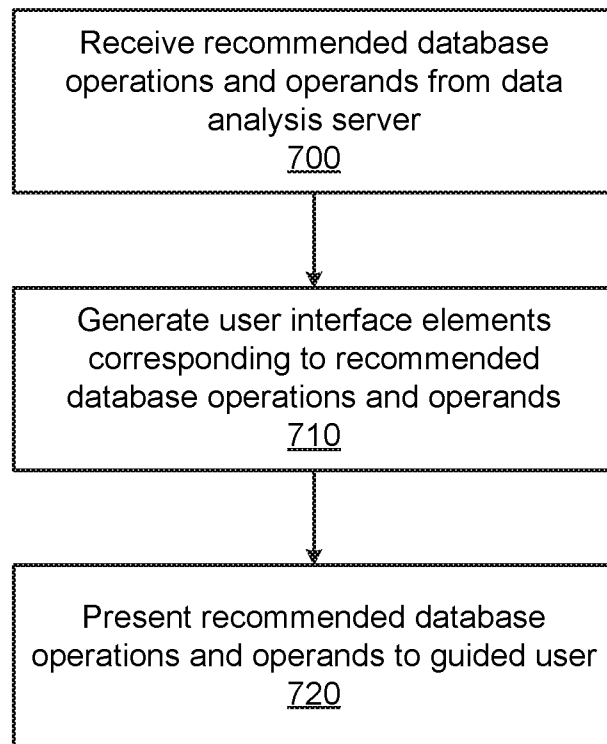 Receive recommended database
operations and operands from data
analysis server
700
Generate user interface elements
corresponding to recommended
database operations and operands
710
Present recommended database
operations and operands to guided user
720